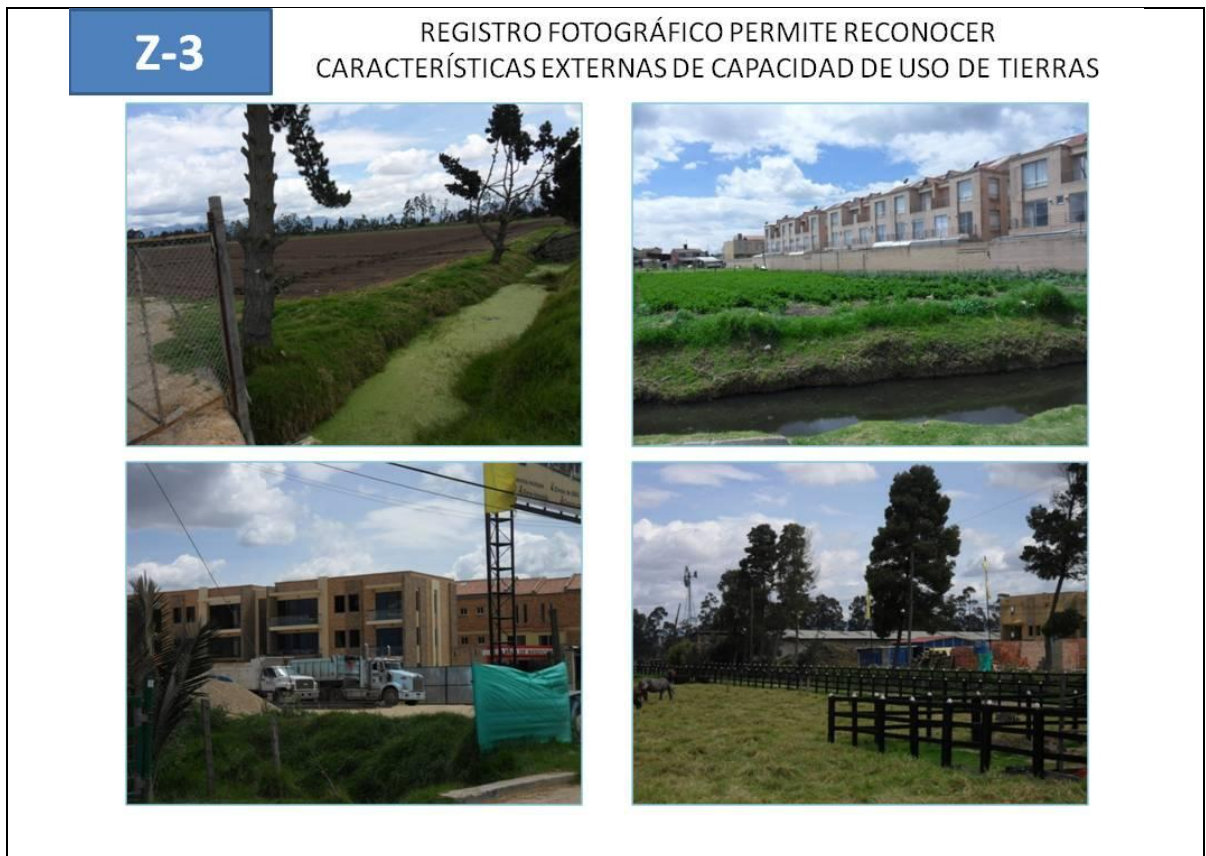 Z-3
REGISTRO FOTOGRÁFICO PERMITE RECONOCER
CARACTERÍSTICAS EXTERNAS DE CAPACIDAD DE USO DE TIERRAS